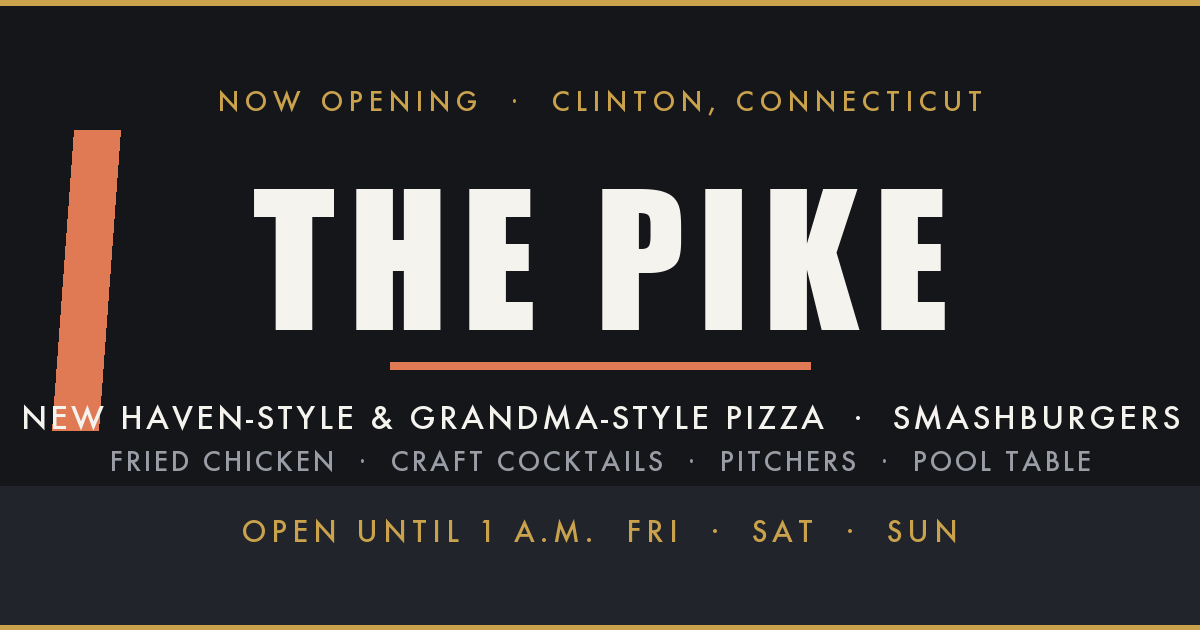 NOW OPENING · CLINTON, CONNECTICUT
THE PIKE
NEW HAVEN-STYLE & GRANDMA-STYLE PIZZA · SMASHBURGERS
FRIED CHICKEN · CRAFT COCKTAILS · PITCHERS · POOL TABLE
OPEN UNTIL 1 A.M. FRI · SAT · SUN